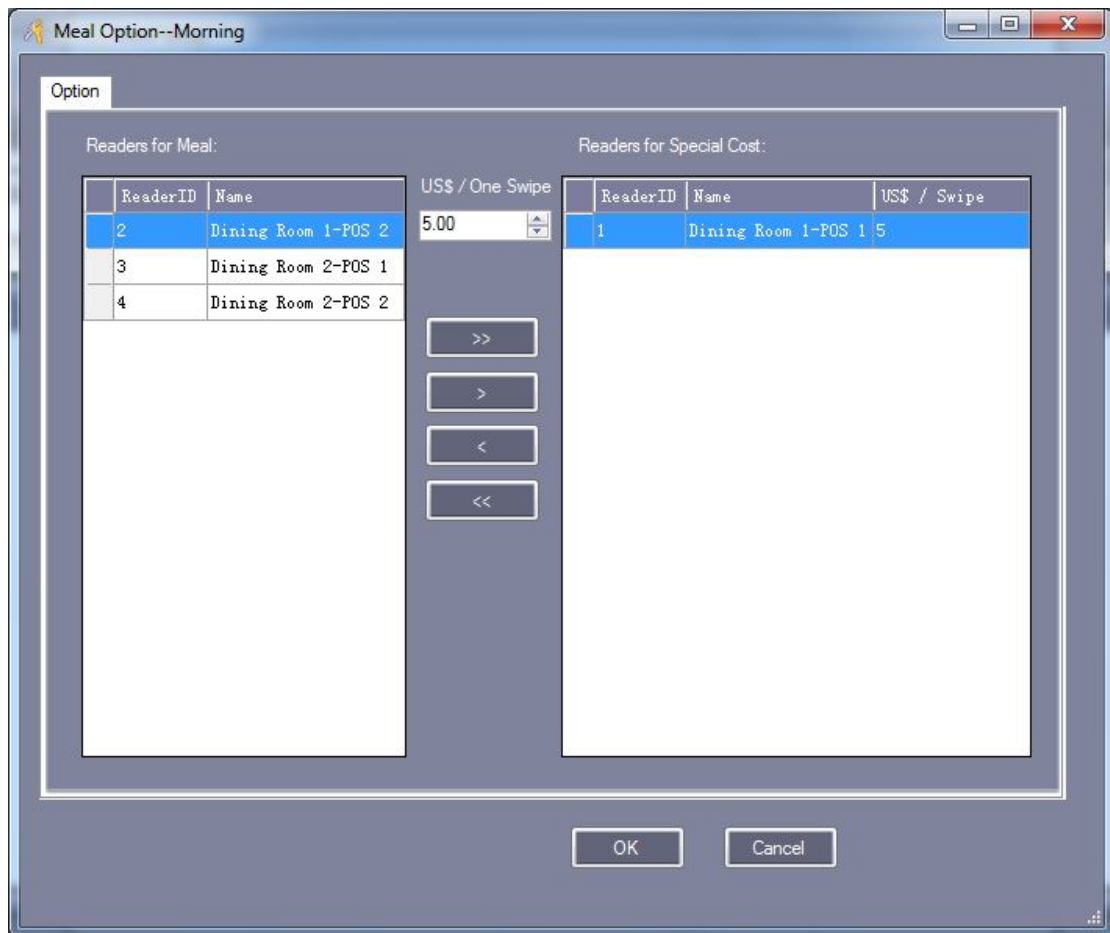 Meal Option--Morning
Option
Readers for Meal:
ReaderID Name
2 Dining Room 1-POS 2
3 Dining Room 2-POS 1
4 Dining Room 2-POS 2
US$ / One Swipe
5.00
>>
>
<
<<
Readers for Special Cost:
ReaderID Name US$ / Swipe
1 Dining Room 1-POS 1 5
OK Cancel